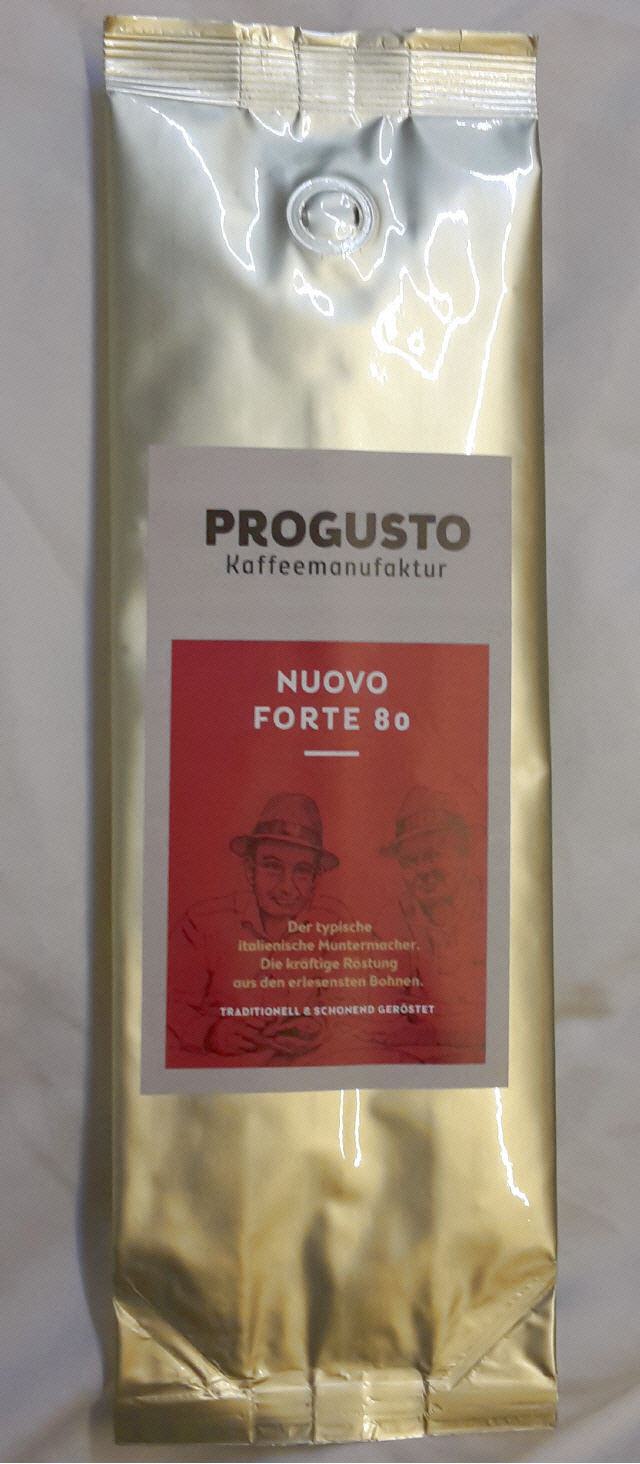 PROGUSTO
Kaffeemanufaktur
NUOVO
FORTE 80
Der typische
italienische Muntermacher.
Die kräftige Röstung
aus den erlesensten Bohnen.
TRADITIONELL & SCHONEND GERÖSTET